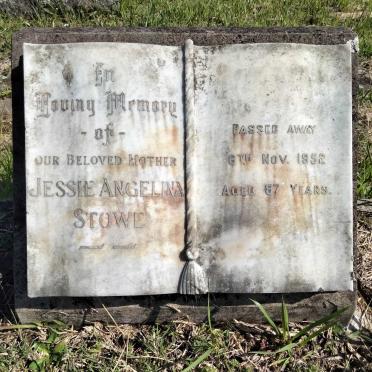 In
Loving Memory
- of -
OUR BELOVED MOTHER
JESSIE ANGELINA
STOWE
PASSED AWAY
6TH NOV. 1952
AGED 67 YEARS.